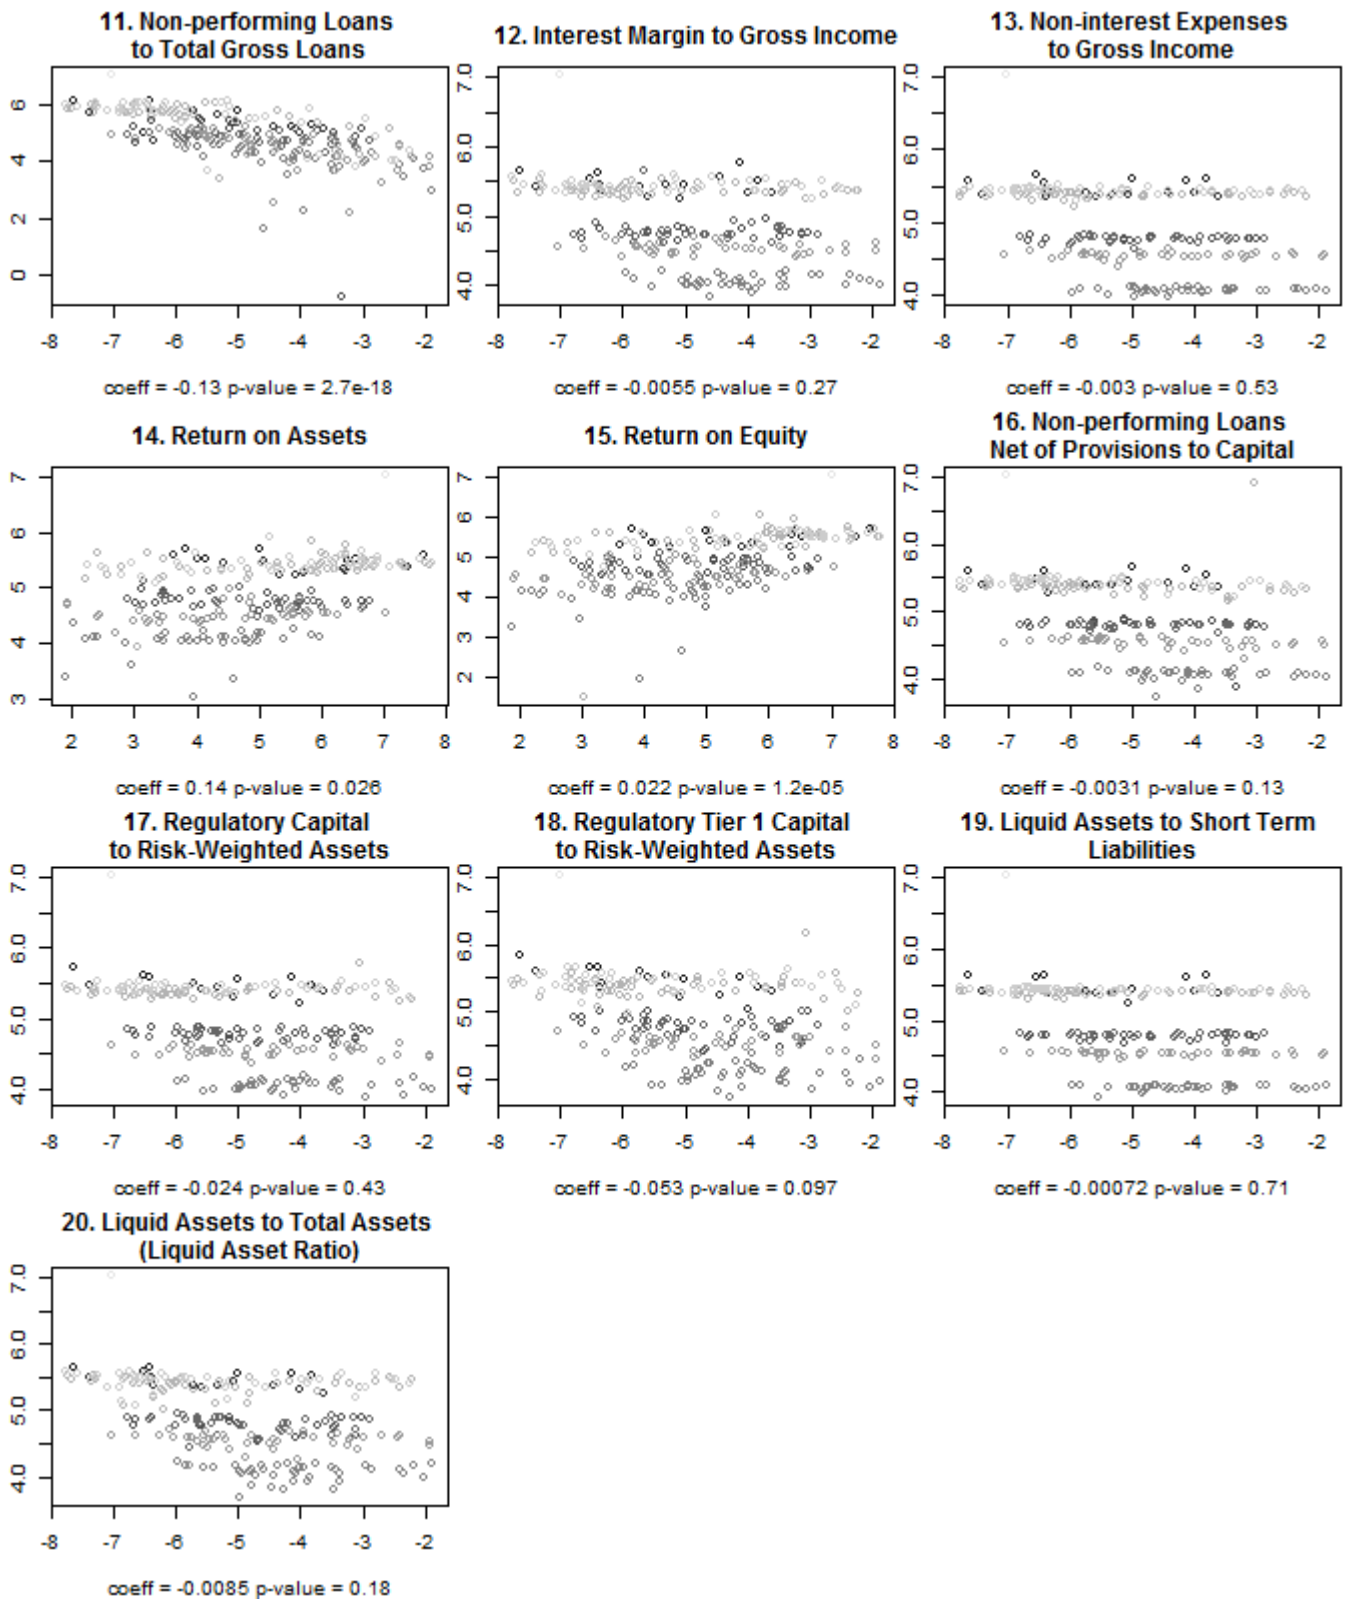 11. Non-performing Loans
to Total Gross Loans
12. Interest Margin to Gross Income
13. Non-interest Expenses
to Gross Income
6
4
2
0
-8 -7 -6 -5 -4 -3 -2
coeff = -0.13 p-value = 2.7e-18
7.0
6.0
5.0
4.0
-8 -7 -6 -5 -4 -3 -2
coeff = -0.0055 p-value = 0.27
7.0
6.0
5.0
4.0
-8 -7 -6 -5 -4 -3 -2
coeff = -0.003 p-value = 0.53
14. Return on Assets
7
6
5
4
3
2 3 4 5 6 7 8
coeff = 0.14 p-value = 0.026
15. Return on Equity
7
6
5
4
3
2
2 3 4 5 6 7 8
coeff = 0.022 p-value = 1.2e-05
16. Non-performing Loans
Net of Provisions to Capital
7.0
6.0
5.0
4.0
-8 -7 -6 -5 -4 -3 -2
coeff = -0.0031 p-value = 0.13
17. Regulatory Capital
to Risk-Weighted Assets
7.0
6.0
5.0
4.0
-8 -7 -6 -5 -4 -3 -2
coeff = -0.024 p-value = 0.43
18. Regulatory Tier 1 Capital
to Risk-Weighted Assets
7.0
6.0
5.0
4.0
-8 -7 -6 -5 -4 -3 -2
coeff = -0.053 p-value = 0.097
19. Liquid Assets to Short Term
Liabilities
7.0
6.0
5.0
4.0
-8 -7 -6 -5 -4 -3 -2
coeff = -0.00072 p-value = 0.71
20. Liquid Assets to Total Assets
(Liquid Asset Ratio)
7.0
6.0
5.0
4.0
-8 -7 -6 -5 -4 -3 -2
coeff = -0.0085 p-value = 0.18